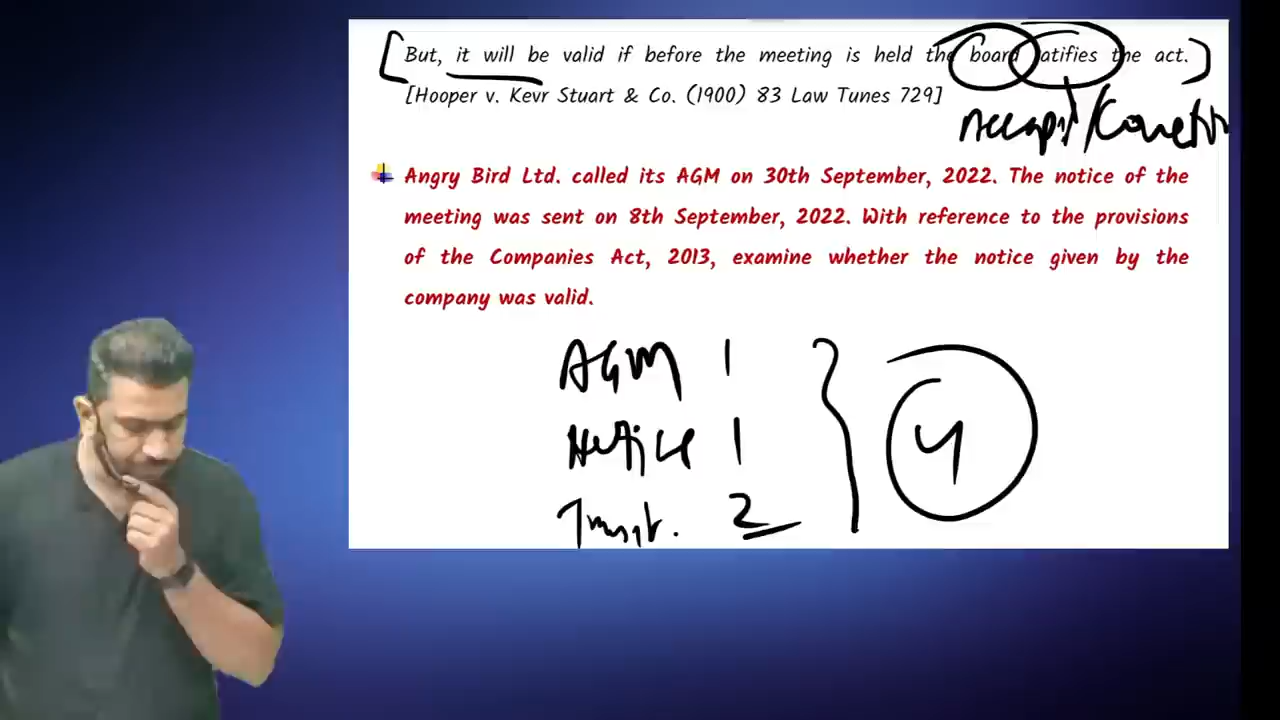 But, it will be valid if before the meeting is held the board ratifies the act.
[Hooper v. Kevr Stuart & Co. (1900) 83 Law Tunes 729]
Angry Bird Ltd. called its AGM on 30th September, 2022. The notice of the
meeting was sent on 8th September, 2022. With reference to the provisions
of the Companies Act, 2013, examine whether the notice given by the
company was valid.
AGM 1
Notice 1
2
4